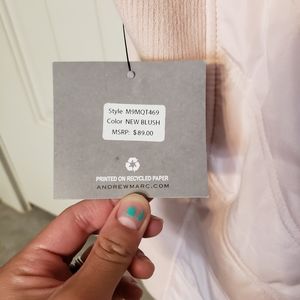 Style M9MQT469
Color NEW BLUSH
MSRP: $89.00
PRINTED ON RECYCLED PAPER
ANDREWMARC.COM